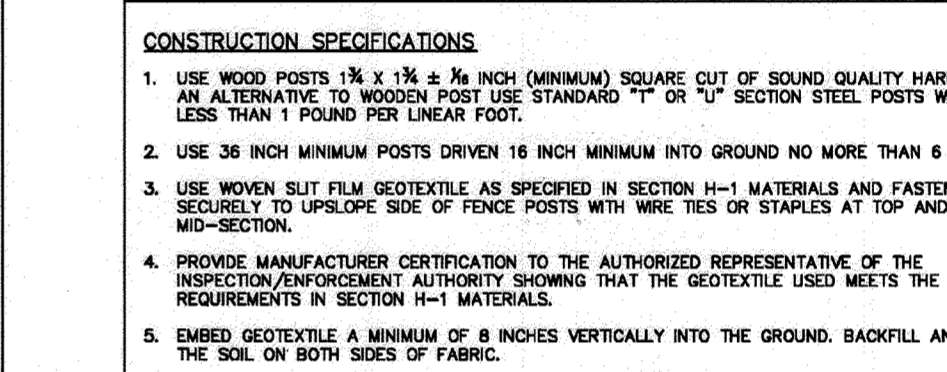 CONSTRUCTION SPECIFICATIONS
1. USE WOOD POSTS 1¾ X 1¾ ± 1/16 INCH (MINIMUM) SQUARE CUT OF SOUND QUALITY HAR
AN ALTERNATIVE TO WOODEN POST USE STANDARD "T" OR "U" SECTION STEEL POSTS W
LESS THAN 1 POUND PER LINEAR FOOT.
2. USE 36 INCH MINIMUM POSTS DRIVEN 16 INCH MINIMUM INTO GROUND NO MORE THAN 6
3. USE WOVEN SLIT FILM GEOTEXTILE AS SPECIFIED IN SECTION H-1 MATERIALS AND FASTEN
SECURELY TO UPSLOPE SIDE OF FENCE POSTS WITH WIRE TIES OR STAPLES AT TOP AND
MID-SECTION.
4. PROVIDE MANUFACTURER CERTIFICATION TO THE AUTHORIZED REPRESENTATIVE OF THE
INSPECTION/ENFORCEMENT AUTHORITY SHOWING THAT THE GEOTEXTILE USED MEETS THE
REQUIREMENTS IN SECTION H-1 MATERIALS.
5. EMBED GEOTEXTILE A MINIMUM OF 8 INCHES VERTICALLY INTO THE GROUND. BACKFILL AN
THE SOIL ON BOTH SIDES OF FABRIC.